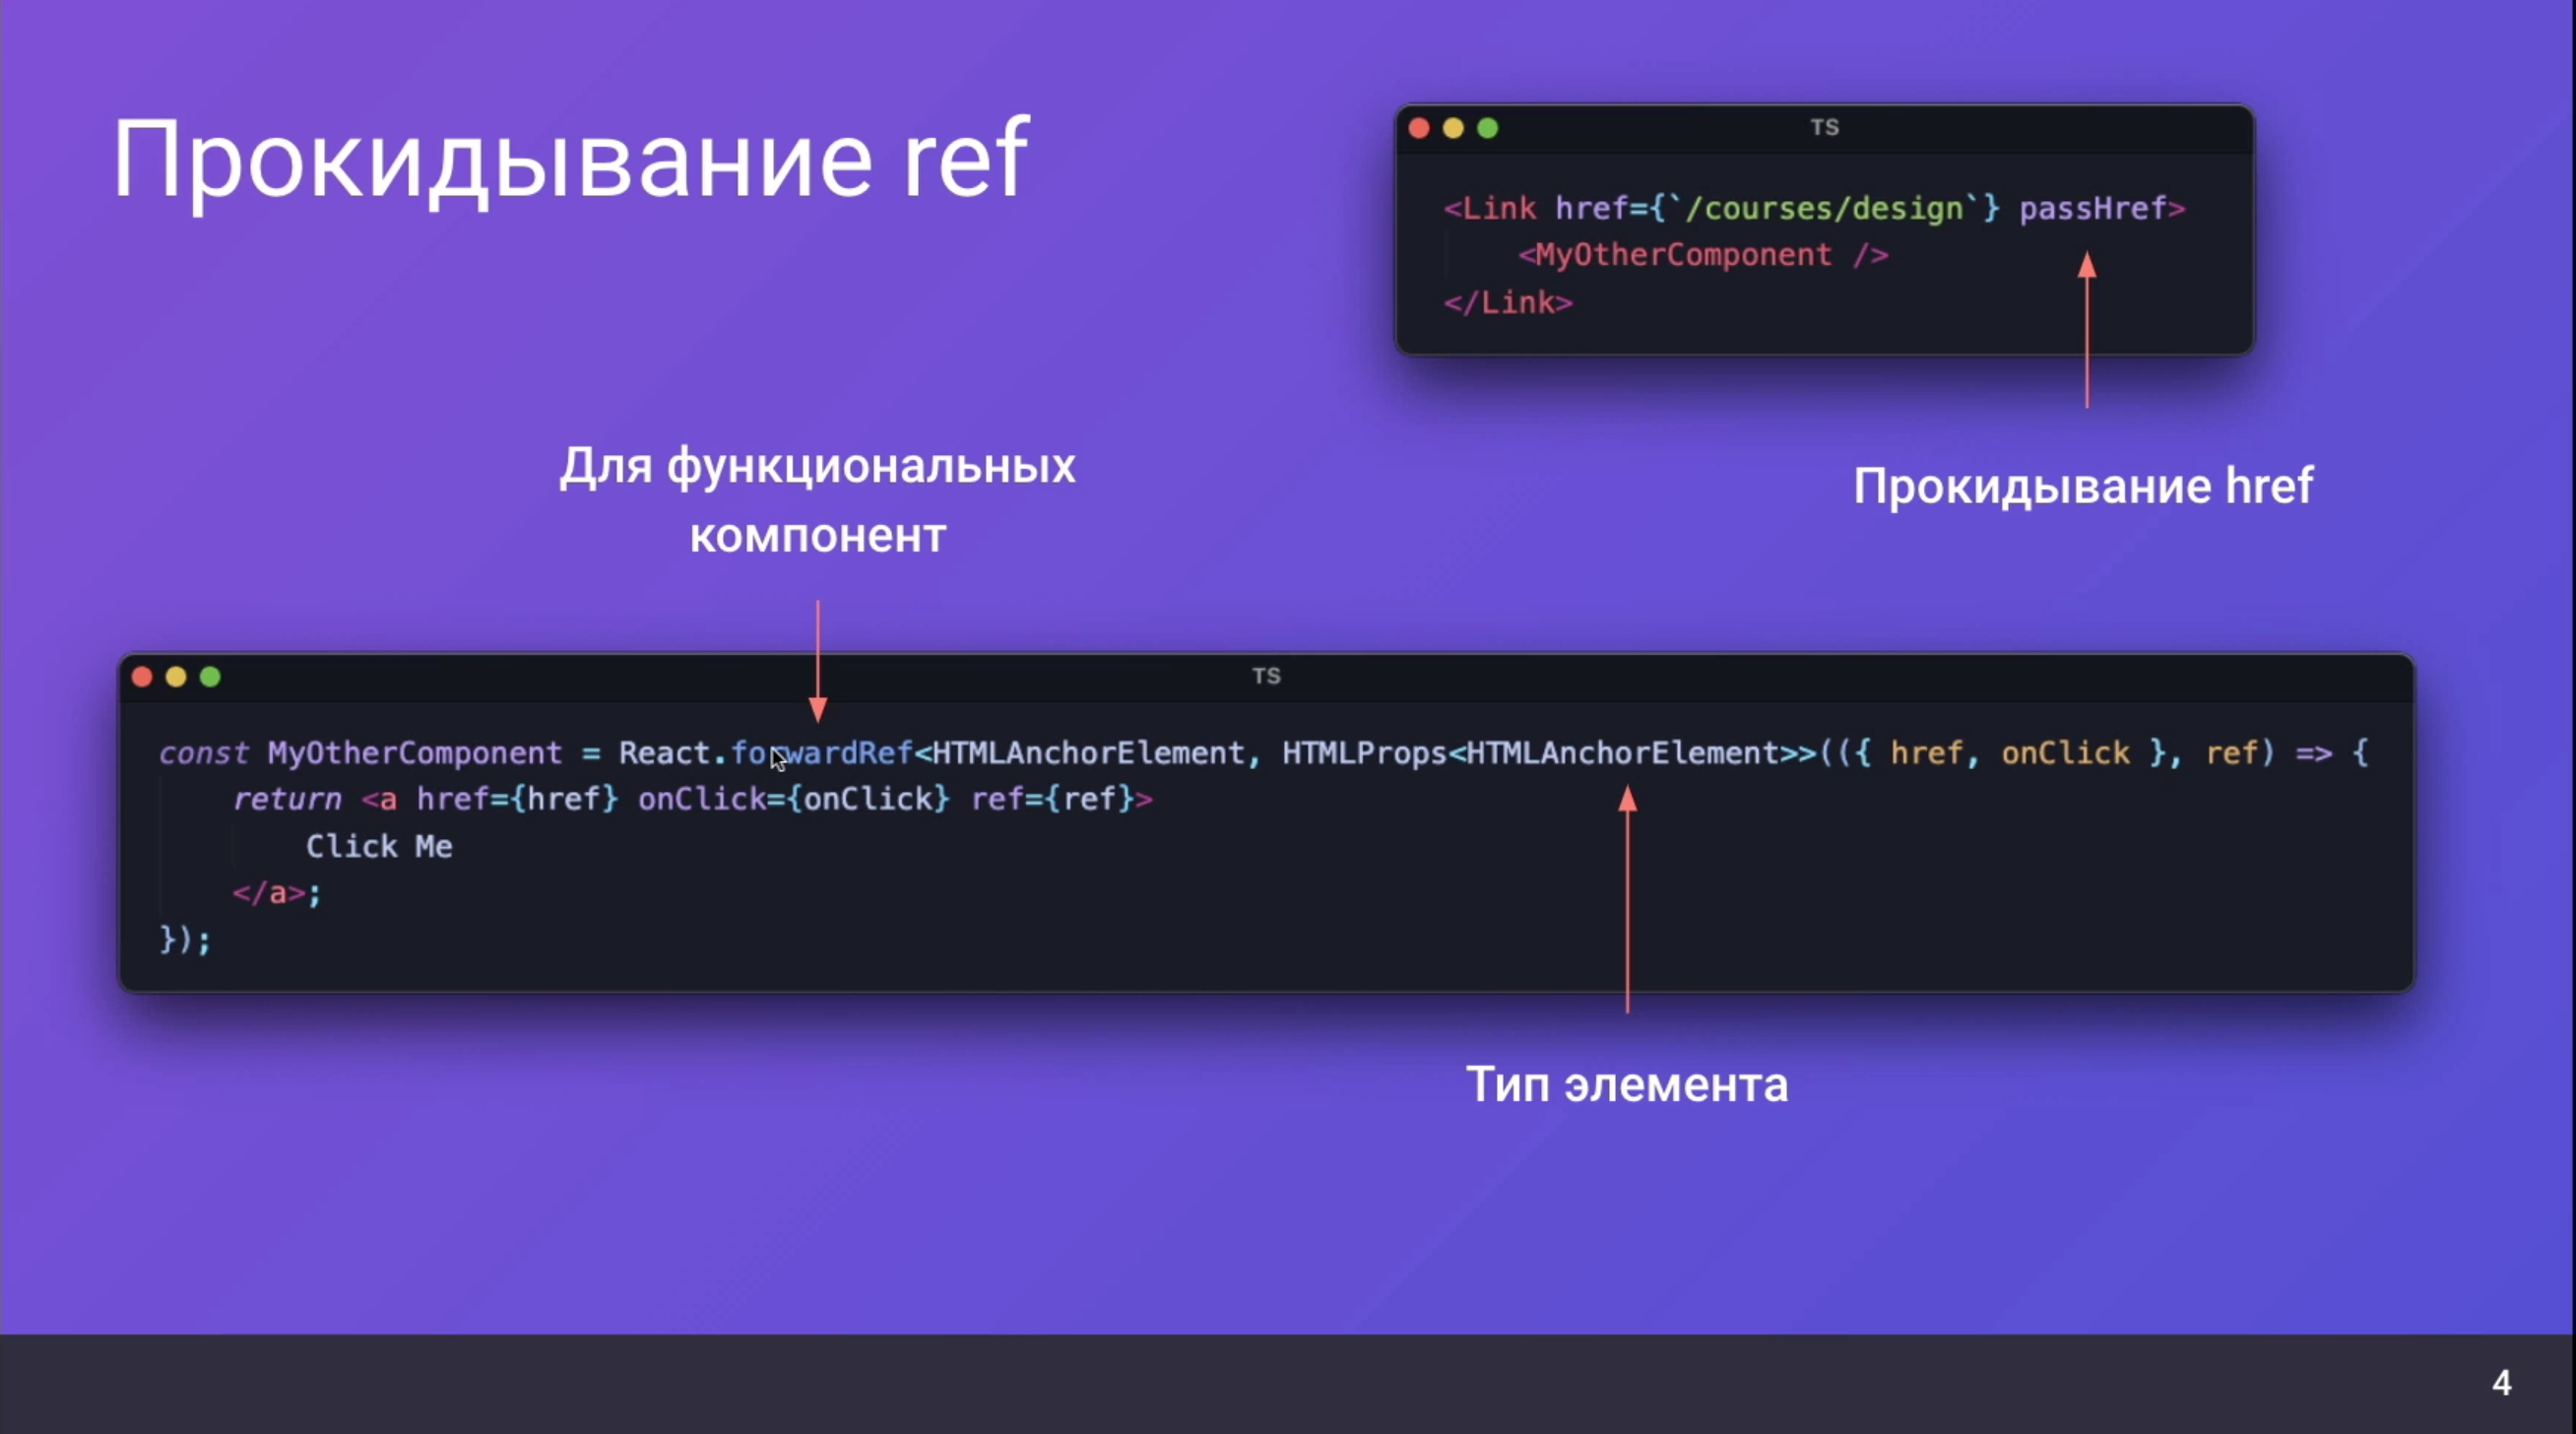 Прокидывание ref
TS
<Link href={`/courses/design`} passHref>
<MyOtherComponent />
</Link>
Прокидывание href
Для функциональных
компонент
TS
const MyOtherComponent = React.forwardRef<HTMLAnchorElement, HTMLProps<HTMLAnchorElement>>(({ href, onClick }, ref) => {
return <a href={href} onClick={onClick} ref={ref}>
Click Me
</a>;
});
Тип элемента
4